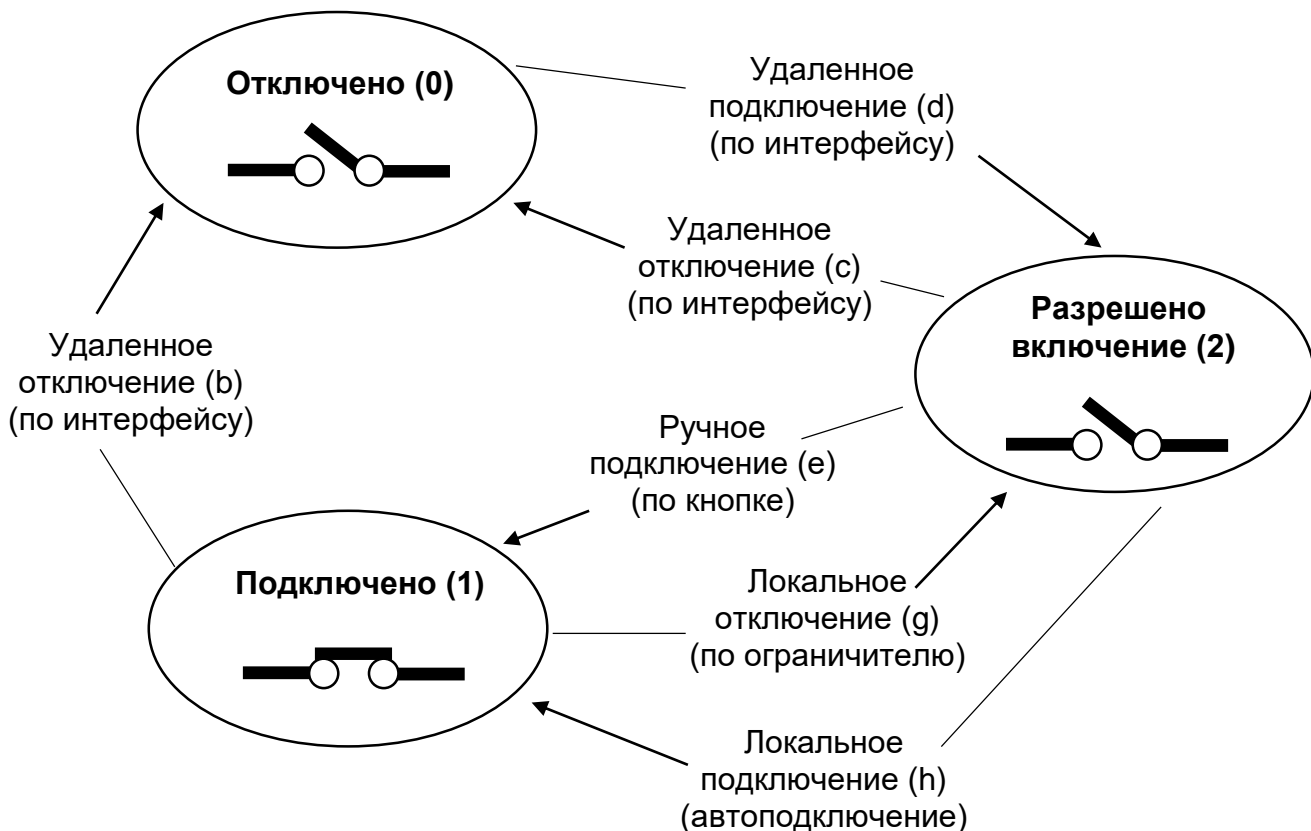 Отключено (0)
Удаленное
подключение (d)
(по интерфейсу)
Удаленное
отключение (c)
(по интерфейсу)
Разрешено
включение (2)
Удаленное
отключение (b)
(по интерфейсу)
Ручное
подключение (e)
(по кнопке)
Подключено (1)
Локальное
отключение (g)
(по ограничителю)
Локальное
подключение (h)
(автоподключение)